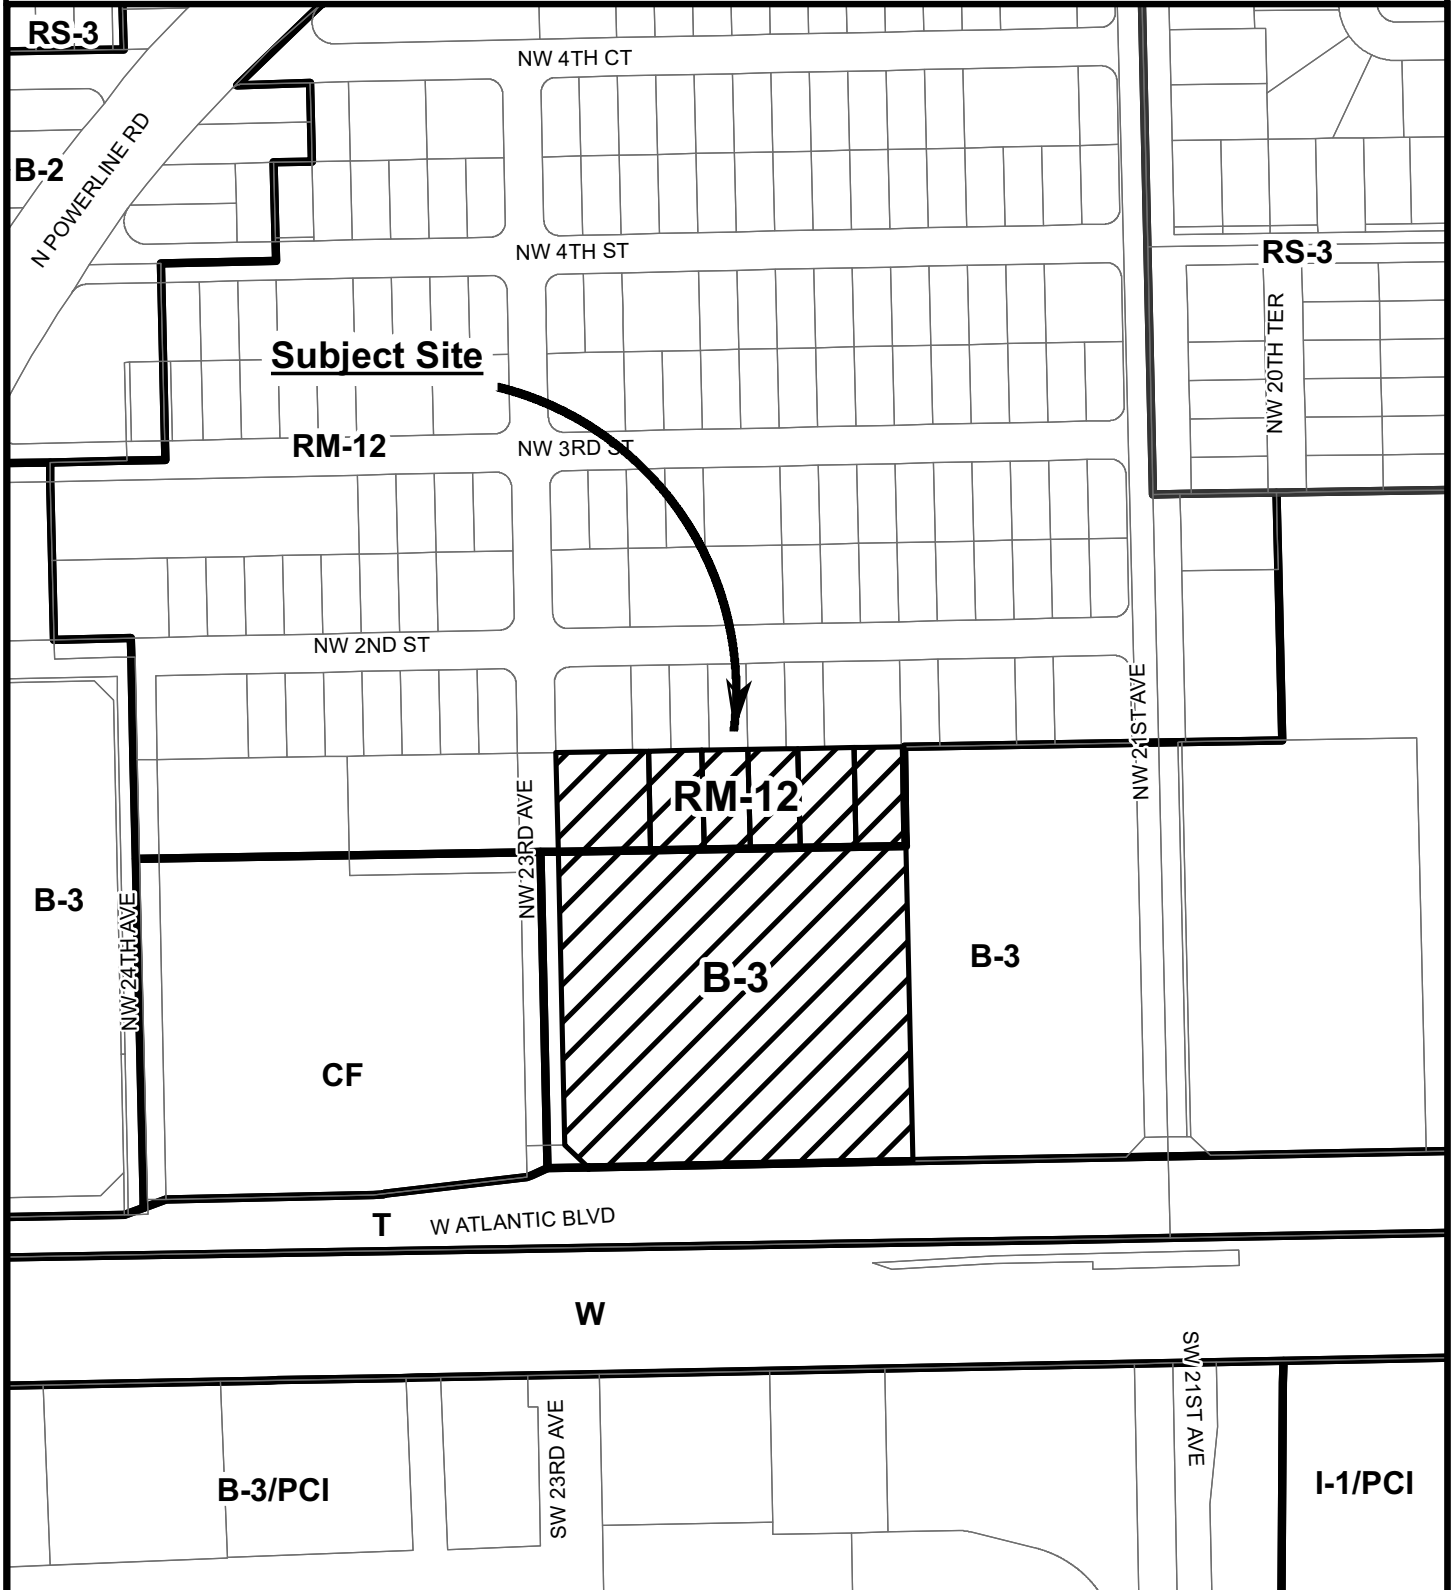 RS-3
NW 4TH CT
N POWERLINE RD
B-2
NW 4TH ST
RS-3
NW 20TH TER
Subject Site
RM-12
NW 3RD ST
NW 2ND ST
NW 21ST AVE
RM-12
NW 23RD AVE
B-3
NW 24TH AVE
B-3
B-3
CF
T
W ATLANTIC BLVD
W
SW 21ST AVE
SW 23RD AVE
B-3/PCI
I-1/PCI